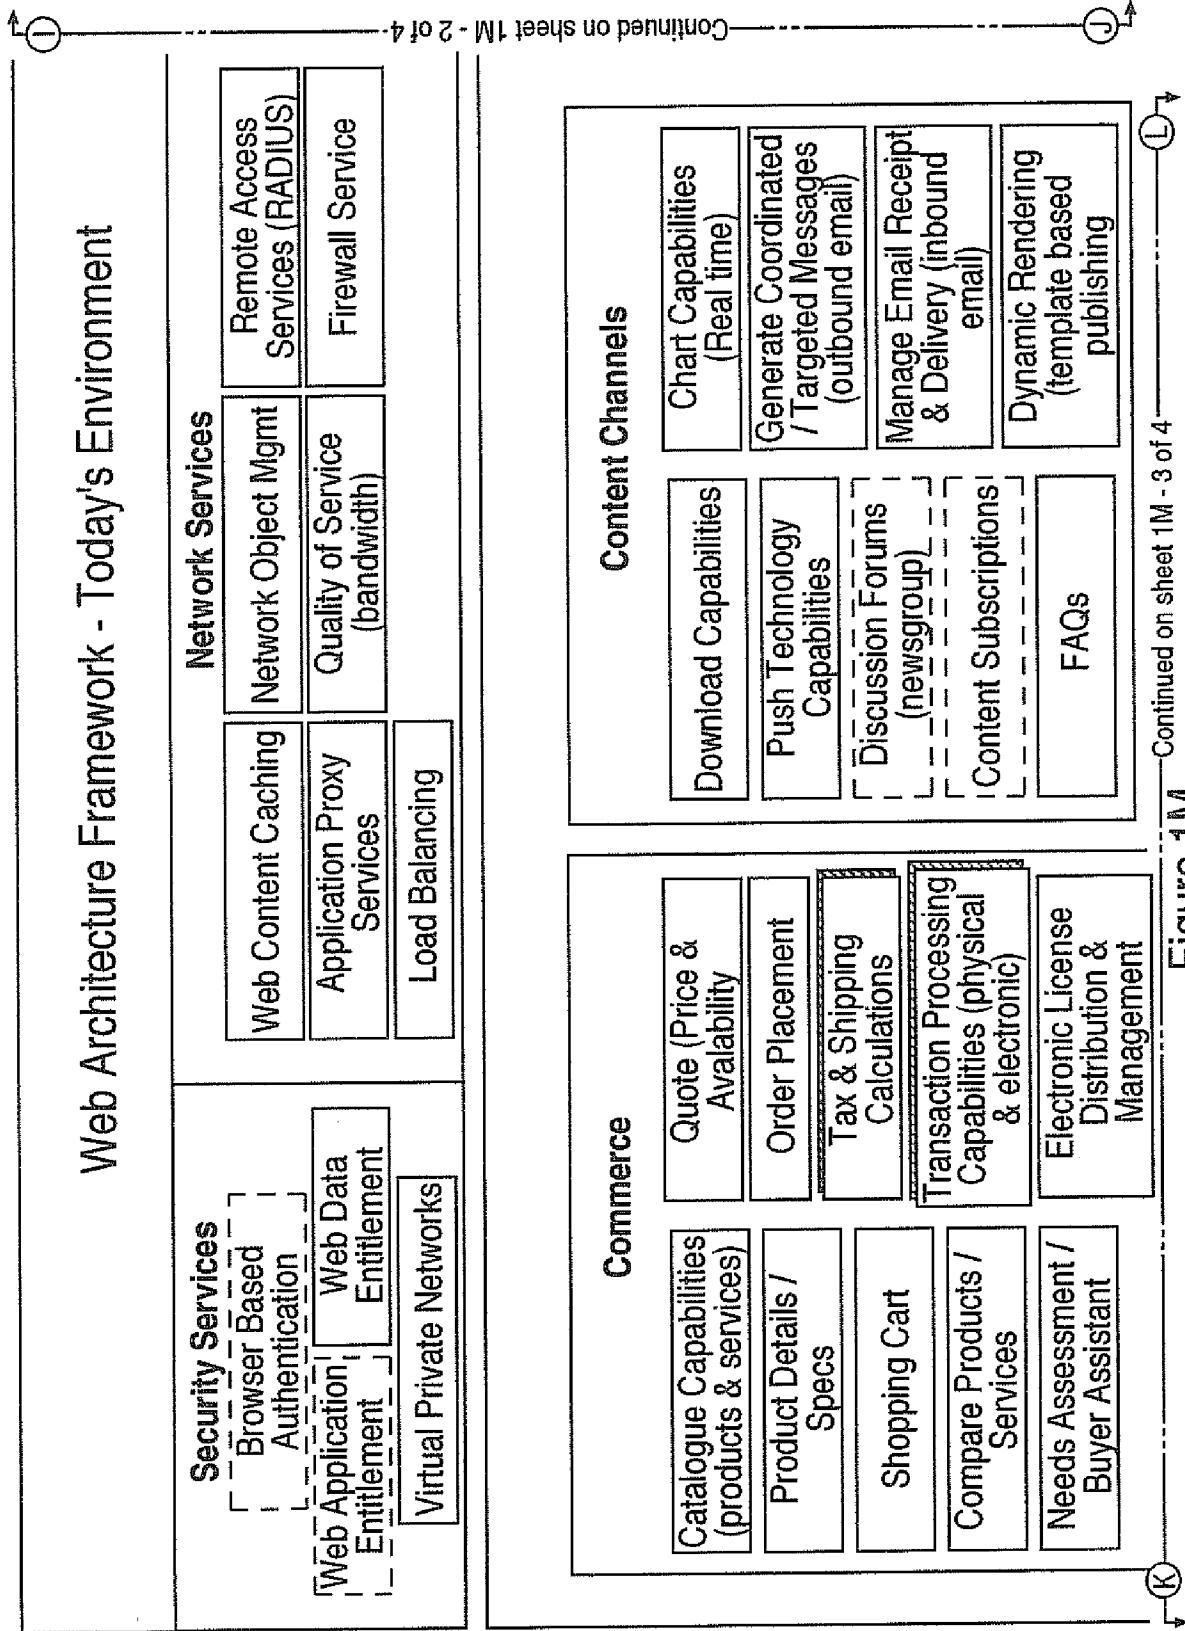 Web Architecture Framework - Today's Environment
Security Services
Browser Based
Authentication
Web Application
Entitlement
Web Data
Entitlement
Virtual Private Networks
Network Services
Web Content Caching
Application Proxy
Services
Load Balancing
Network Object Mgmt
Quality of Service
(bandwidth)
Remote Access
Services (RADIUS)
Firewall Service
I
Continued on sheet 1M - 2 of 4
J
Commerce
Catalogue Capabilities
(products & services)
Product Details /
Specs
Shopping Cart
Compare Products /
Services
Needs Assessment /
Buyer Assistant
Quote (Price &
Avalability
Order Placement
Tax & Shipping
Calculations
Transaction Processing
Capabilities (physical
& electronic)
Electronic License
Distribution &
Management
Content Channels
Download Capabilities
Push Technology
Capabilities
Discussion Forums
(newsgroup)
Content Subscriptions
FAQs
Chart Capabilities
(Real time)
Generate Coordinated
/ Targeted Messages
(outbound email)
Manage Email Receipt
& Delivery (inbound
email)
Dynamic Rendering
(template based
publishing
K
Continued on sheet 1M - 3 of 4
L
Figure 1M